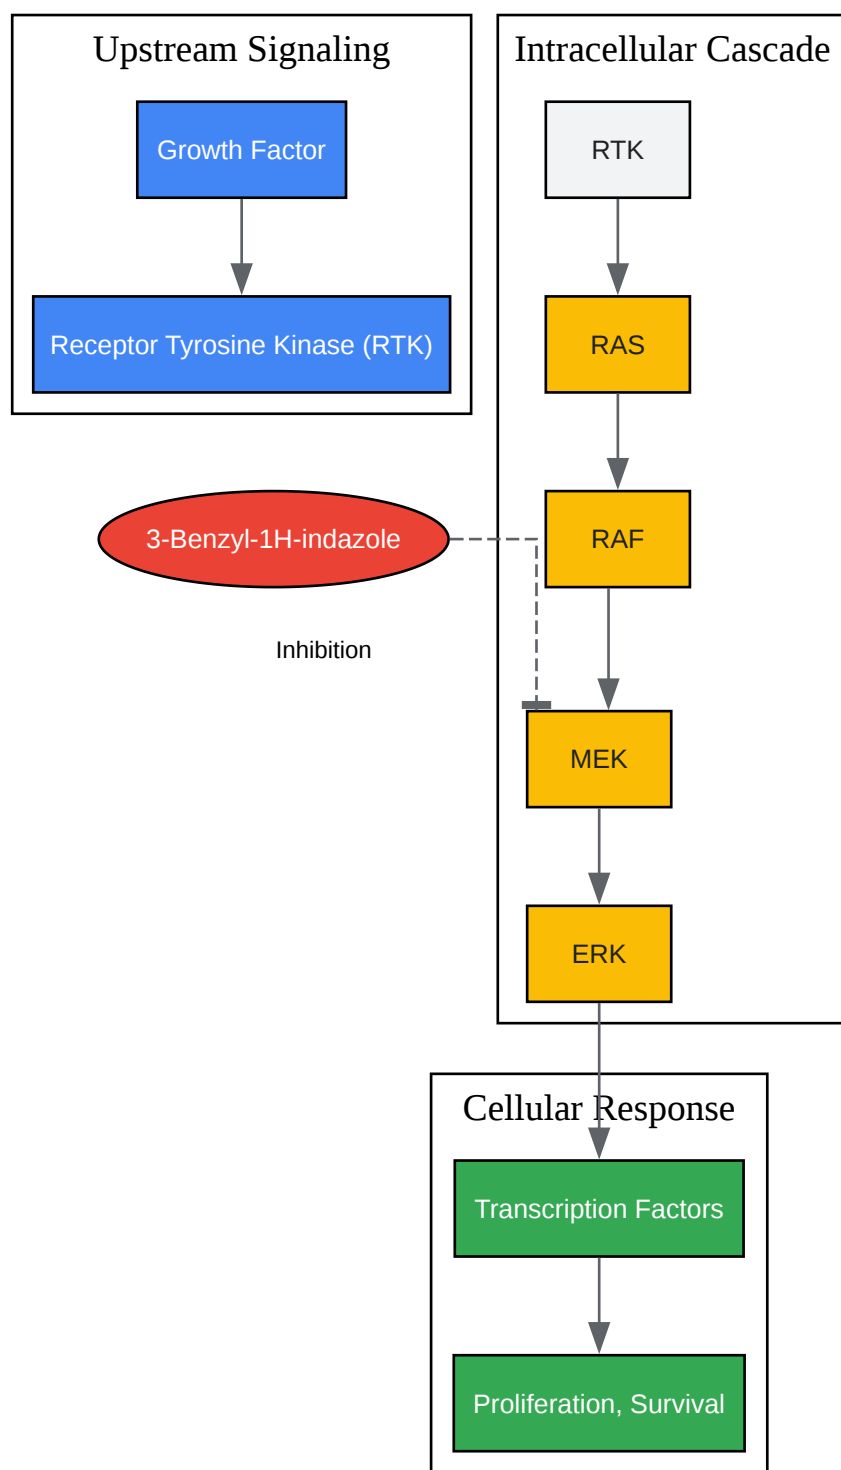 Upstream Signaling
Growth Factor
Receptor Tyrosine Kinase (RTK)
Intracellular Cascade
RTK
RAS
3-Benzyl-1H-indazole
RAF
Inhibition
MEK
ERK
Cellular Response
Transcription Factors
Proliferation, Survival